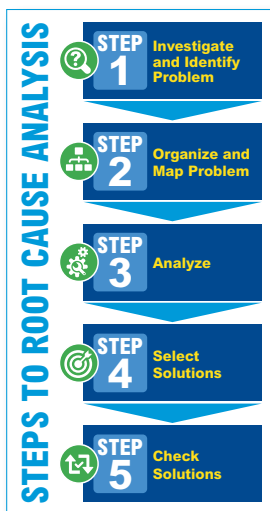 STEPS TO ROOT CAUSE ANALYSIS
STEP
1
Investigate
and Identify
Problem
STEP
2
Organize and
Map Problem
STEP
3
Analyze
STEP
4
Select
Solutions
STEP
5
Check
Solutions